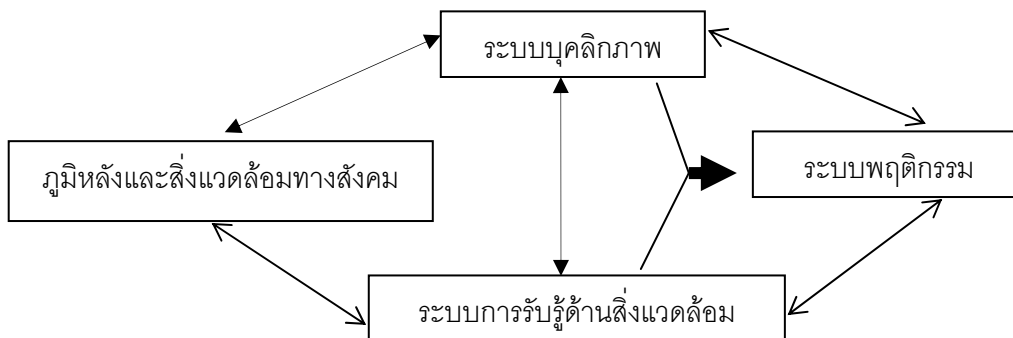 ระบบบุคลิกภาพ
ภูมิหลังและสิ่งแวดล้อมทางสังคม
ระบบพฤติกรรม
ระบบการรับรู้ด้านสิ่งแวดล้อม